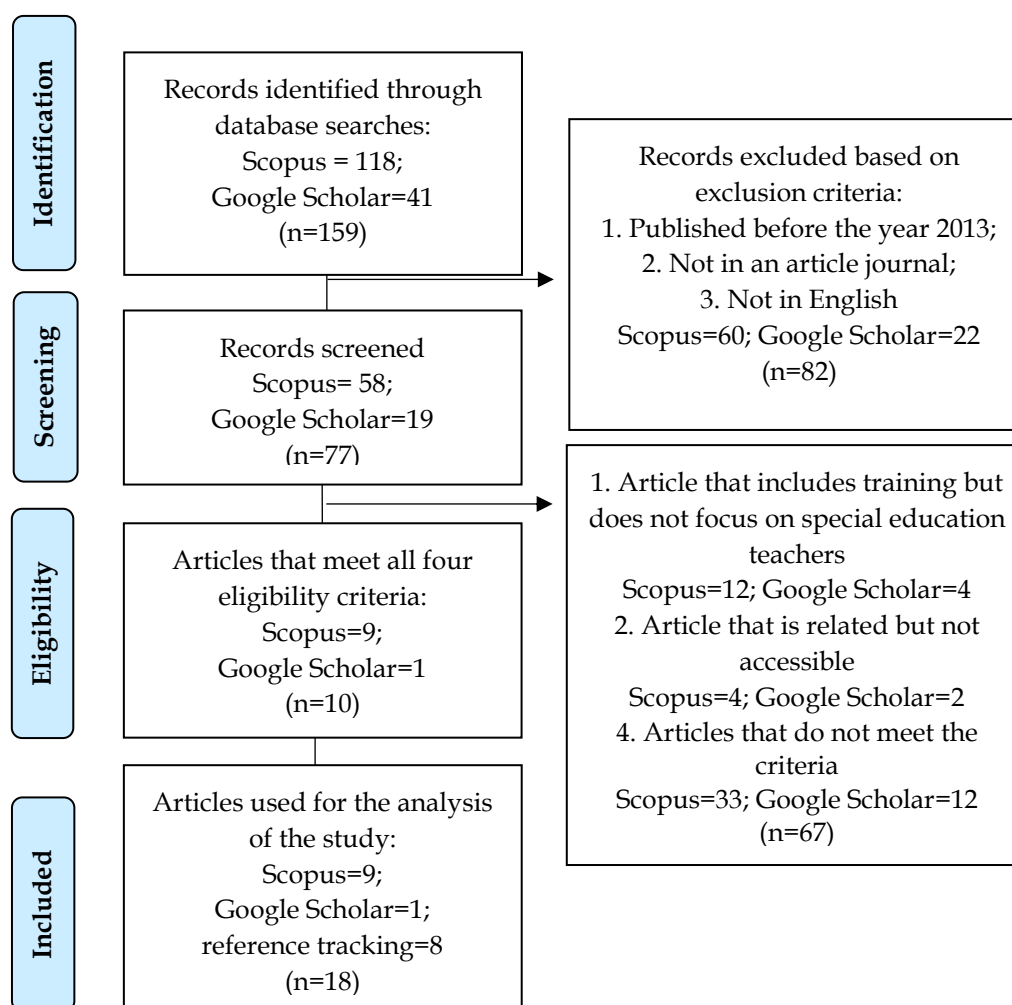 Identification
Records identified through
database searches:
Scopus = 118;
Google Scholar=41
(n=159)
Records excluded based on
exclusion criteria:
1. Published before the year 2013;
2. Not in an article journal;
3. Not in English
Scopus=60; Google Scholar=22
(n=82)
Screening
Records screened
Scopus= 58;
Google Scholar=19
(n=77)
1. Article that includes training but
does not focus on special education
teachers
Scopus=12; Google Scholar=4
2. Article that is related but not
accessible
Scopus=4; Google Scholar=2
4. Articles that do not meet the
criteria
Scopus=33; Google Scholar=12
(n=67)
Eligibility
Articles that meet all four
eligibility criteria:
Scopus=9;
Google Scholar=1
(n=10)
Included
Articles used for the analysis
of the study:
Scopus=9;
Google Scholar=1;
reference tracking=8
(n=18)